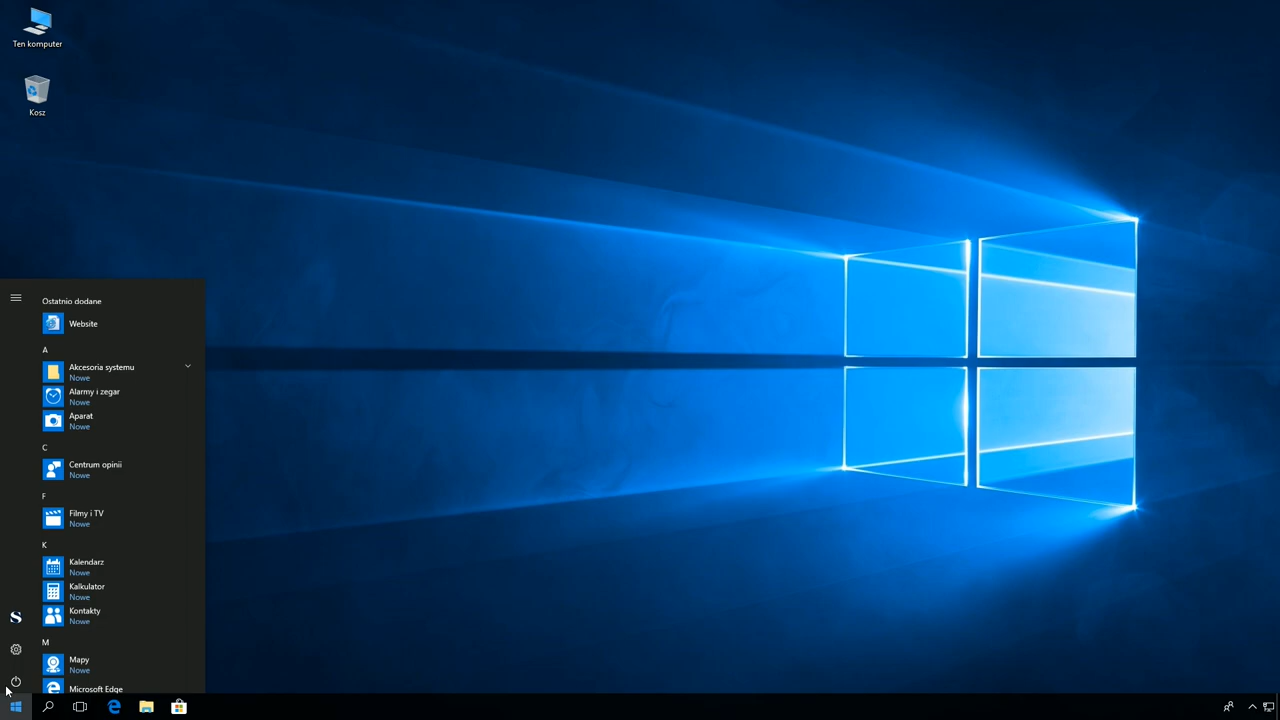 Ten komputer
Kosz
Ostatnio dodane
Website
A
Akcesoria systemu
Nowe
Alarmy i zegar
Nowe
Aparat
Nowe
C
Centrum opinii
Nowe
F
Filmy i TV
Nowe
K
Kalendarz
Nowe
Kalkulator
Nowe
Kontakty
Nowe
M
Mapy
Nowe
Microsoft Edge